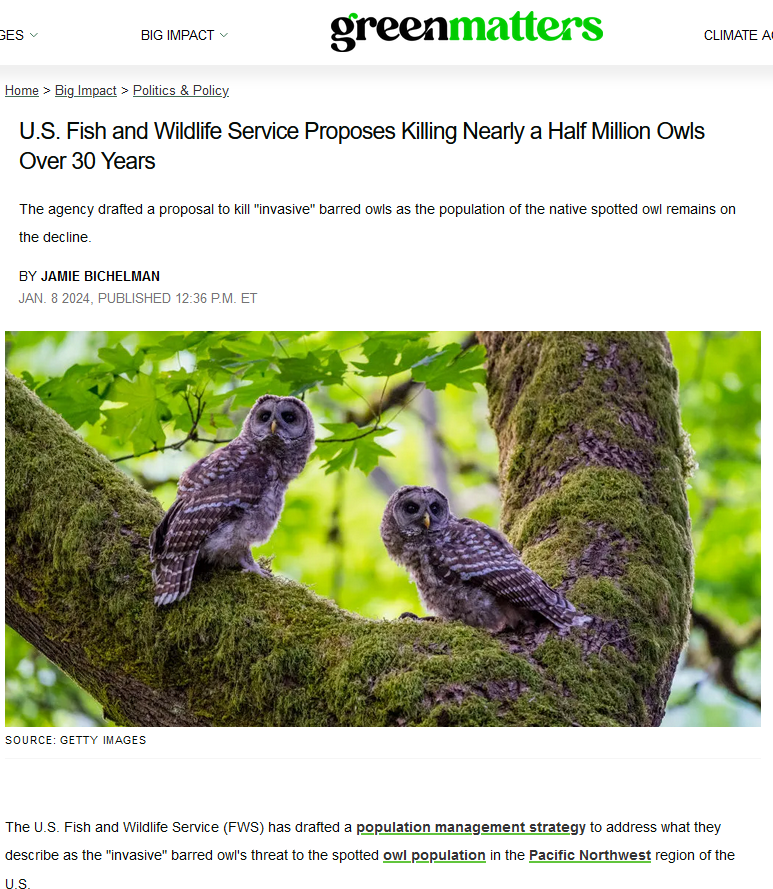 GES
BIG IMPACT
greenmatters
CLIMATE A
Home > Big Impact > Politics & Policy
U.S. Fish and Wildlife Service Proposes Killing Nearly a Half Million Owls
Over 30 Years
The agency drafted a proposal to kill "invasive" barred owls as the population of the native spotted owl remains on
the decline.
BY JAMIE BICHELMAN
JAN. 8 2024, PUBLISHED 12:36 P.M. ET
SOURCE: GETTY IMAGES
The U.S. Fish and Wildlife Service (FWS) has drafted a population management strategy to address what they
describe as the "invasive" barred owl's threat to the spotted owl population in the Pacific Northwest region of the
U.S.